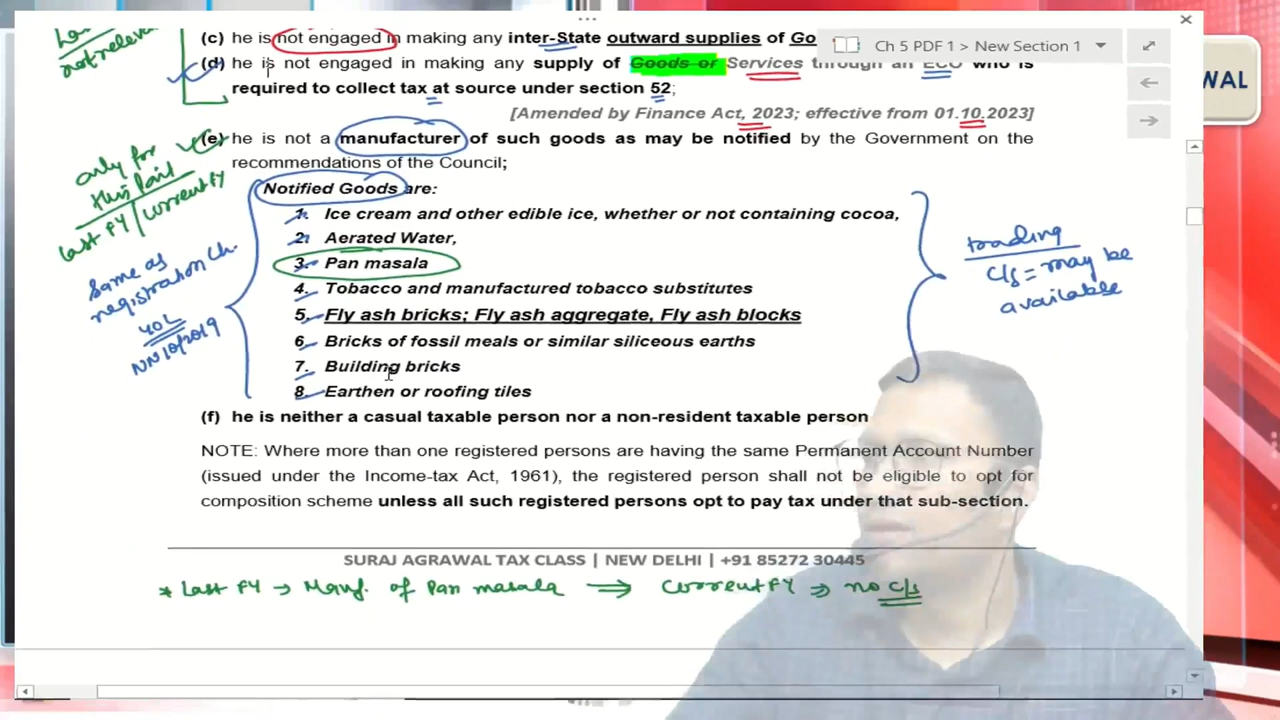 not relevant
(c) he is not engaged in making any inter-State outward supplies of Go
Ch 5 PDF 1 > New Section 1
(d) he is not engaged in making any supply of Goods or Services through an ECO who is
required to collect tax at source under section 52;
WAL
[Amended by Finance Act, 2023; effective from 01.10.2023]
(e) he is not a manufacturer of such goods as may be notified by the Government on the
recommendations of the Council;
only for
this point
last FY / current FY
Notified Goods are:
1. Ice cream and other edible ice, whether or not containing cocoa,
2. Aerated Water,
3. Pan masala
4. Tobacco and manufactured tobacco substitutes
5. Fly ash bricks; Fly ash aggregate, Fly ash blocks
6. Bricks of fossil meals or similar siliceous earths
7. Building bricks
8. Earthen or roofing tiles
Same as
registration Ch.
40L
NN 10/2019
trading
C/S = may be
available
(f) he is neither a casual taxable person nor a non-resident taxable person
NOTE: Where more than one registered persons are having the same Permanent Account Number
(issued under the Income-tax Act, 1961), the registered person shall not be eligible to opt for
composition scheme unless all such registered persons opt to pay tax under that sub-section.
SURAJ AGRAWAL TAX CLASS | NEW DELHI | +91 85272 30445
* Last FY → Manf. of Pan masala ⇒ Current FY ⇒ no C/S